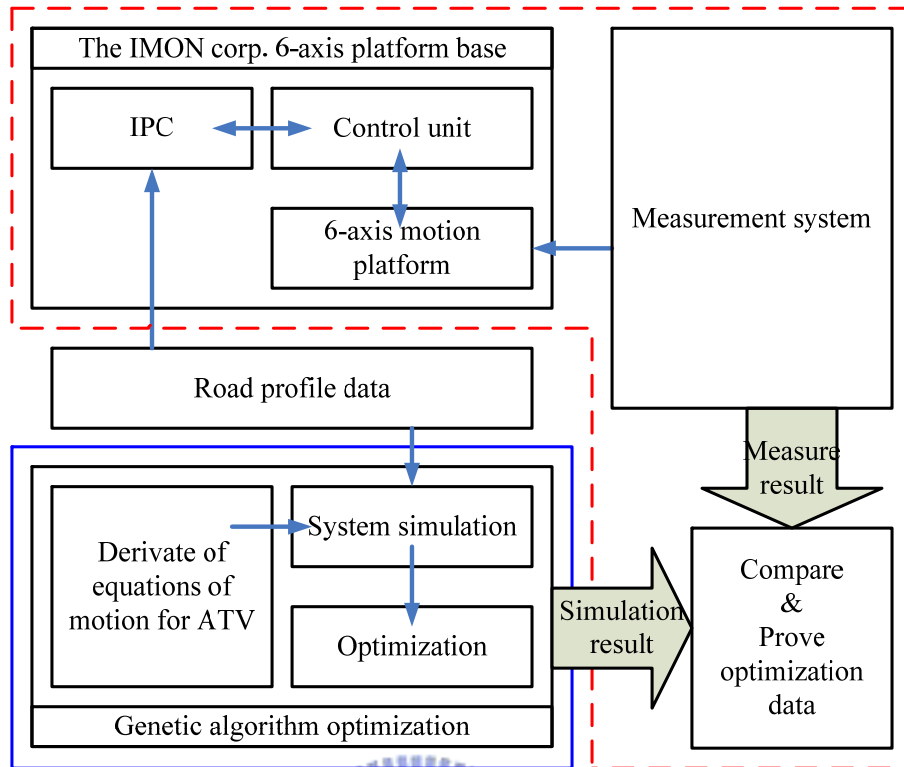 The IMON corp. 6-axis platform base
IPC
Control unit
6-axis motion
platform
Measurement system
Road profile data
Measure
result
Derivate of
equations of
motion for ATV
System simulation
Optimization
Genetic algorithm optimization
Simulation
result
Compare
&
Prove
optimization
data